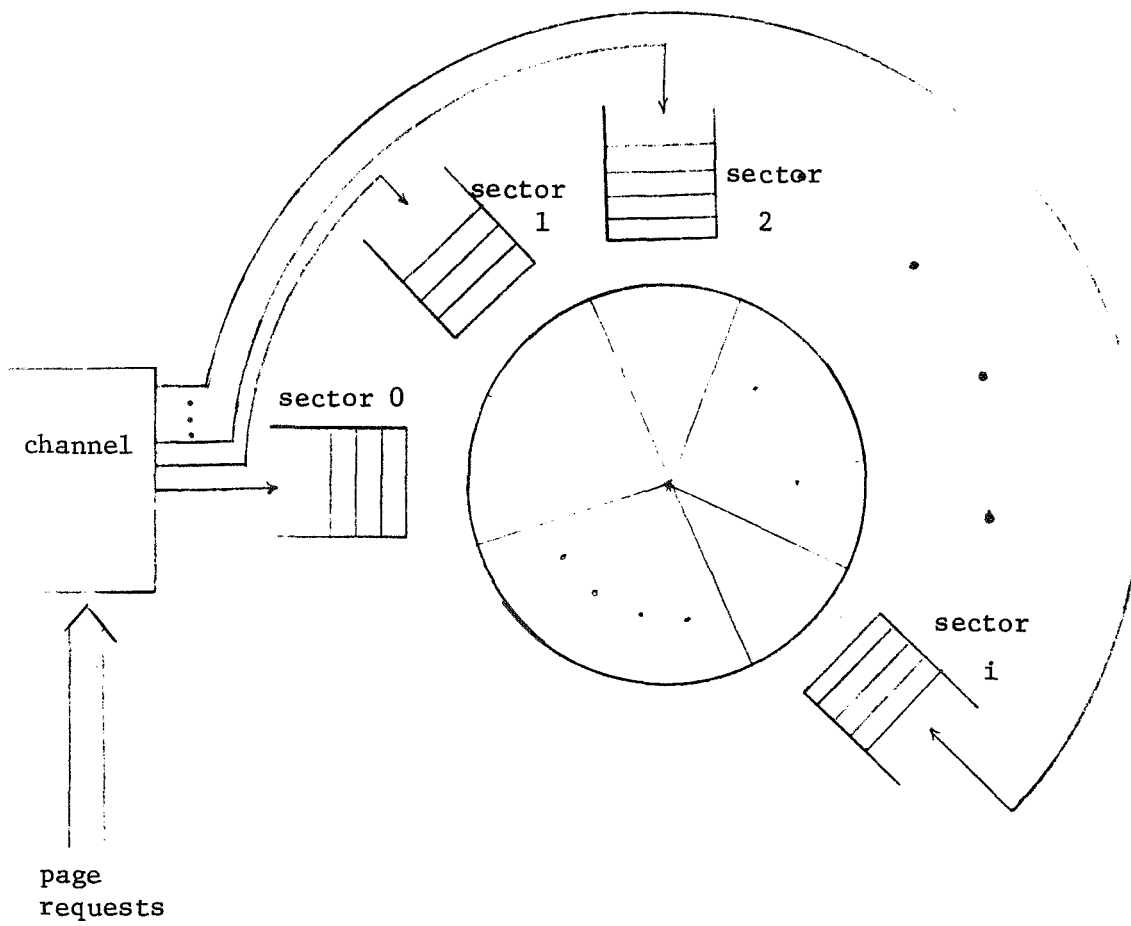 sector
1
sector
2
sector 0
channel
sector
i
page
requests